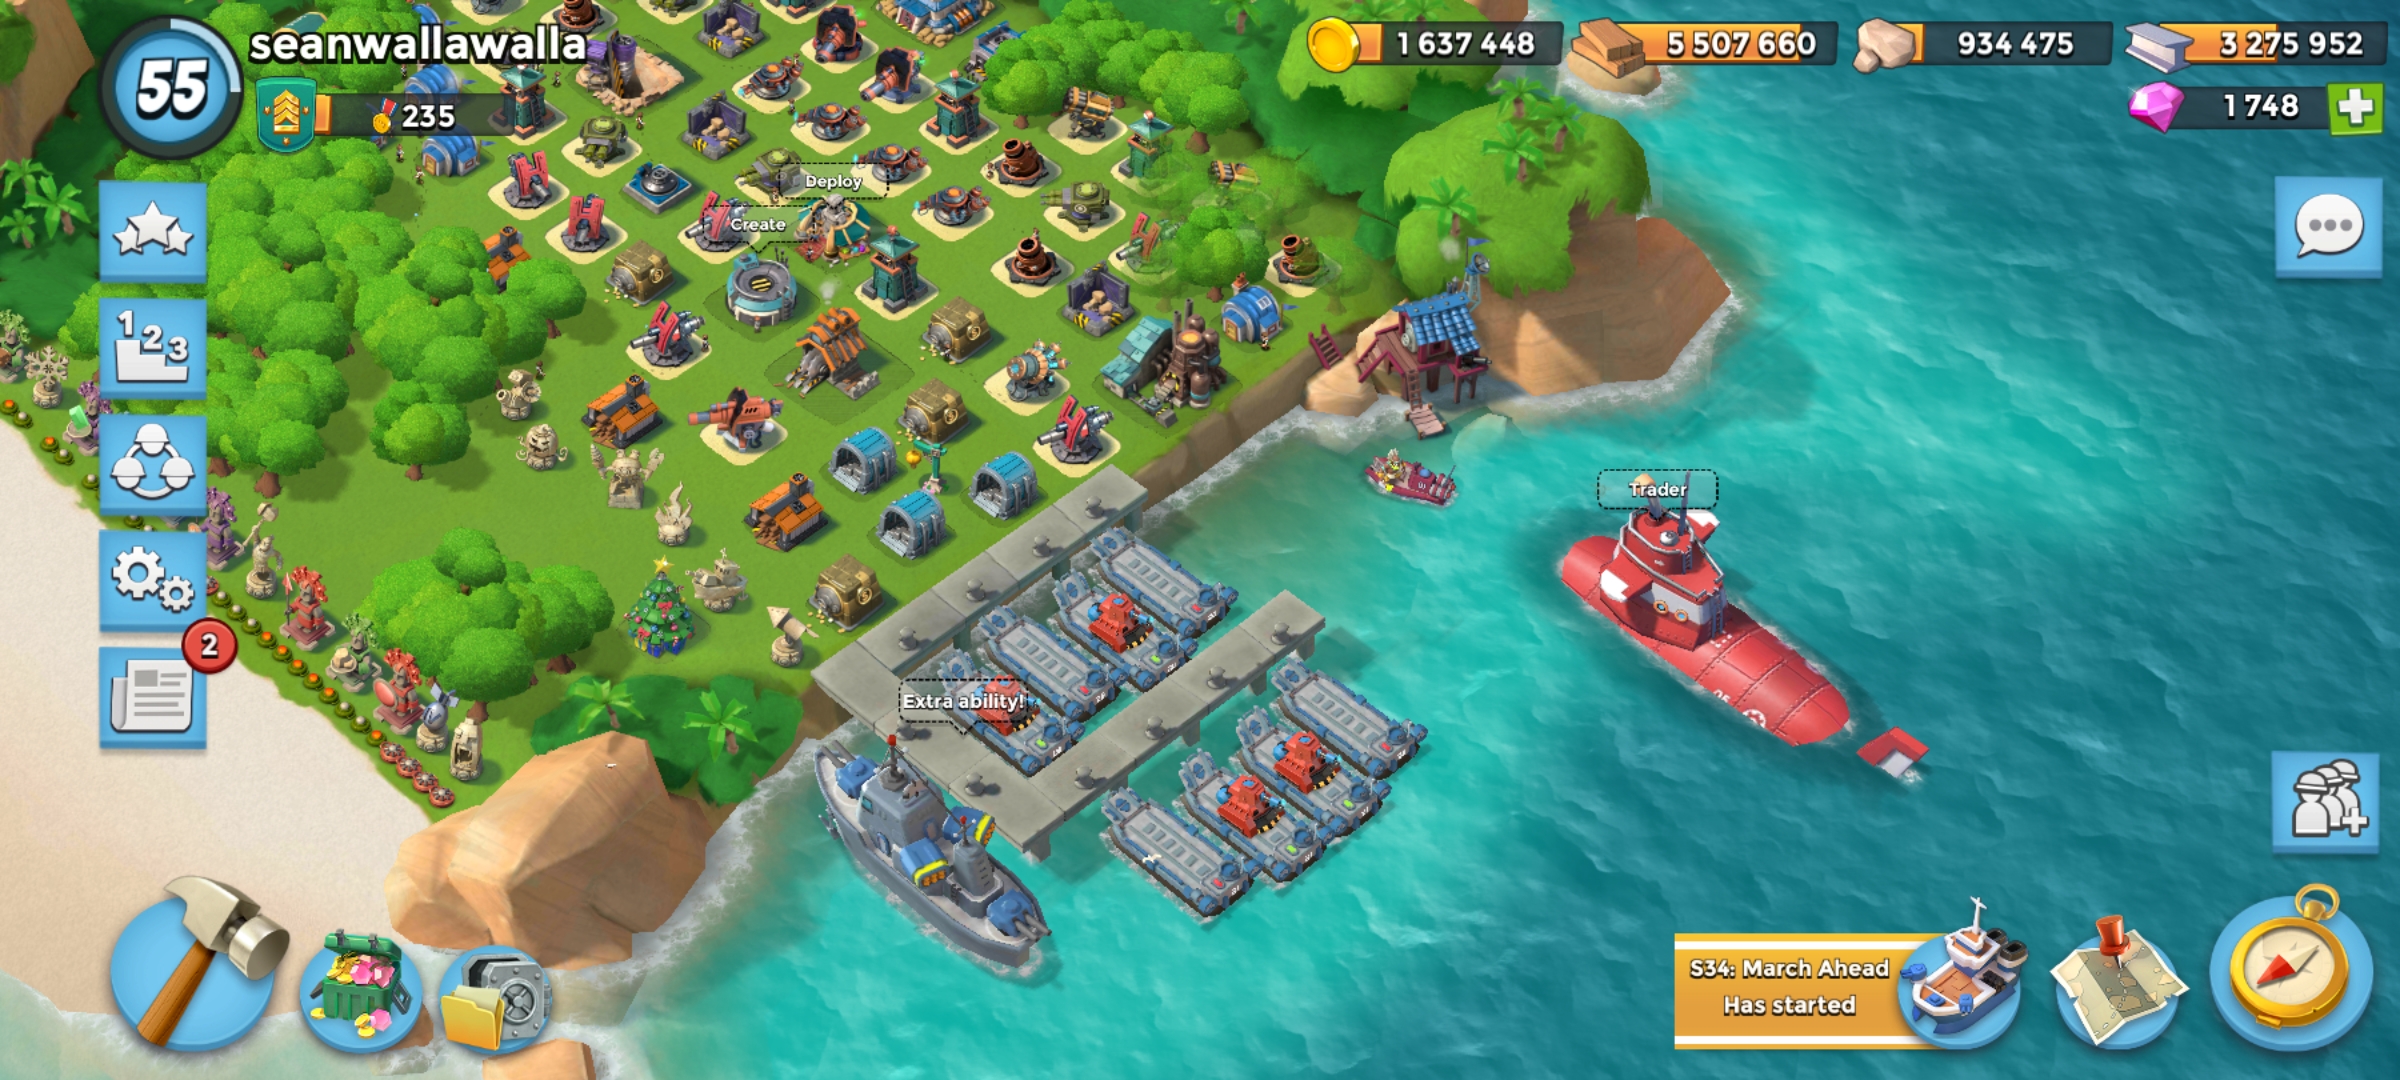 55
seanwallawalla
235
1 637 448
5 507 660
934 475
3 275 952
1 748
Deploy
Create
123
Trader
2
Extra ability!
S34: March Ahead
Has started